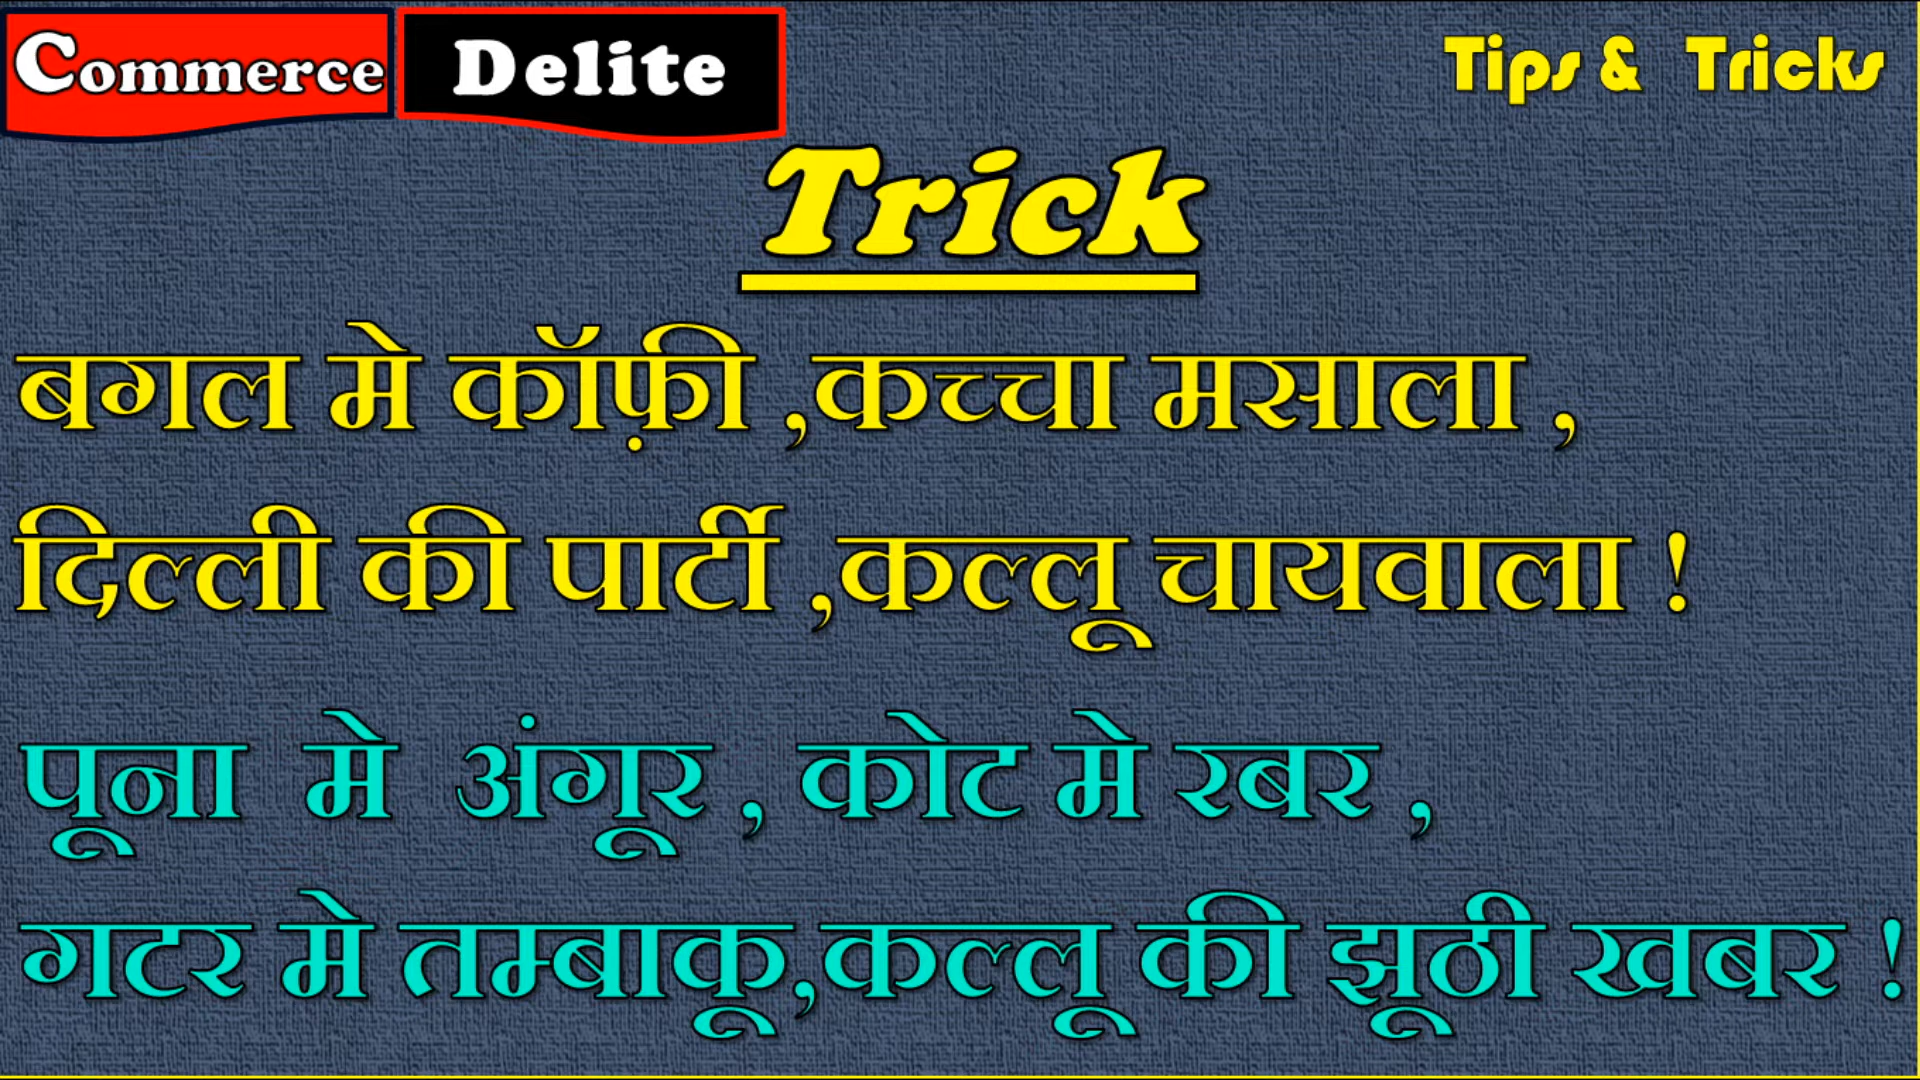 Commerce Delite Tips & Tricks
Trick
बगल मे कॉफ़ी ,कच्चा मसाला ,
दिल्ली की पार्टी ,कल्लू चायवाला !
पूना मे अंगूर , कोट मे रबर ,
गटर मे तम्बाकू,कल्लू की झूठी खबर !